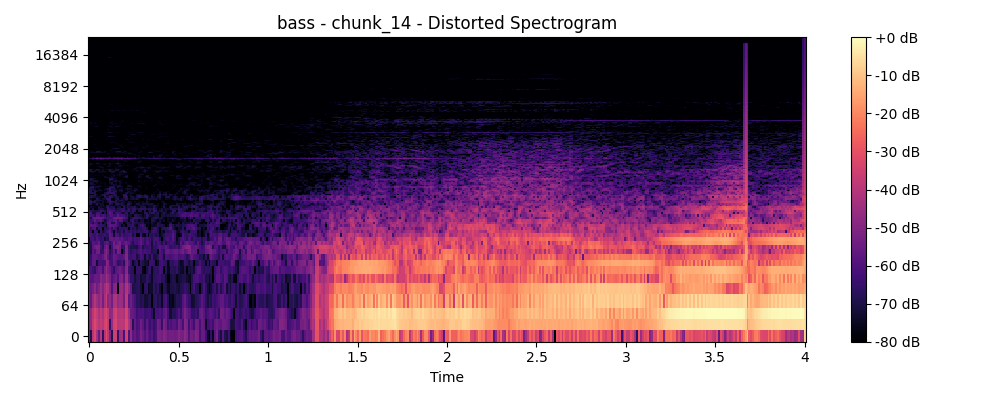 bass - chunk_14 - Distorted Spectrogram
16384
8192
4096
2048
1024
512
256
128
64
0
Hz
0
0.5
1
1.5
2
2.5
3
3.5
4
Time
+0 dB
-10 dB
-20 dB
-30 dB
-40 dB
-50 dB
-60 dB
-70 dB
-80 dB